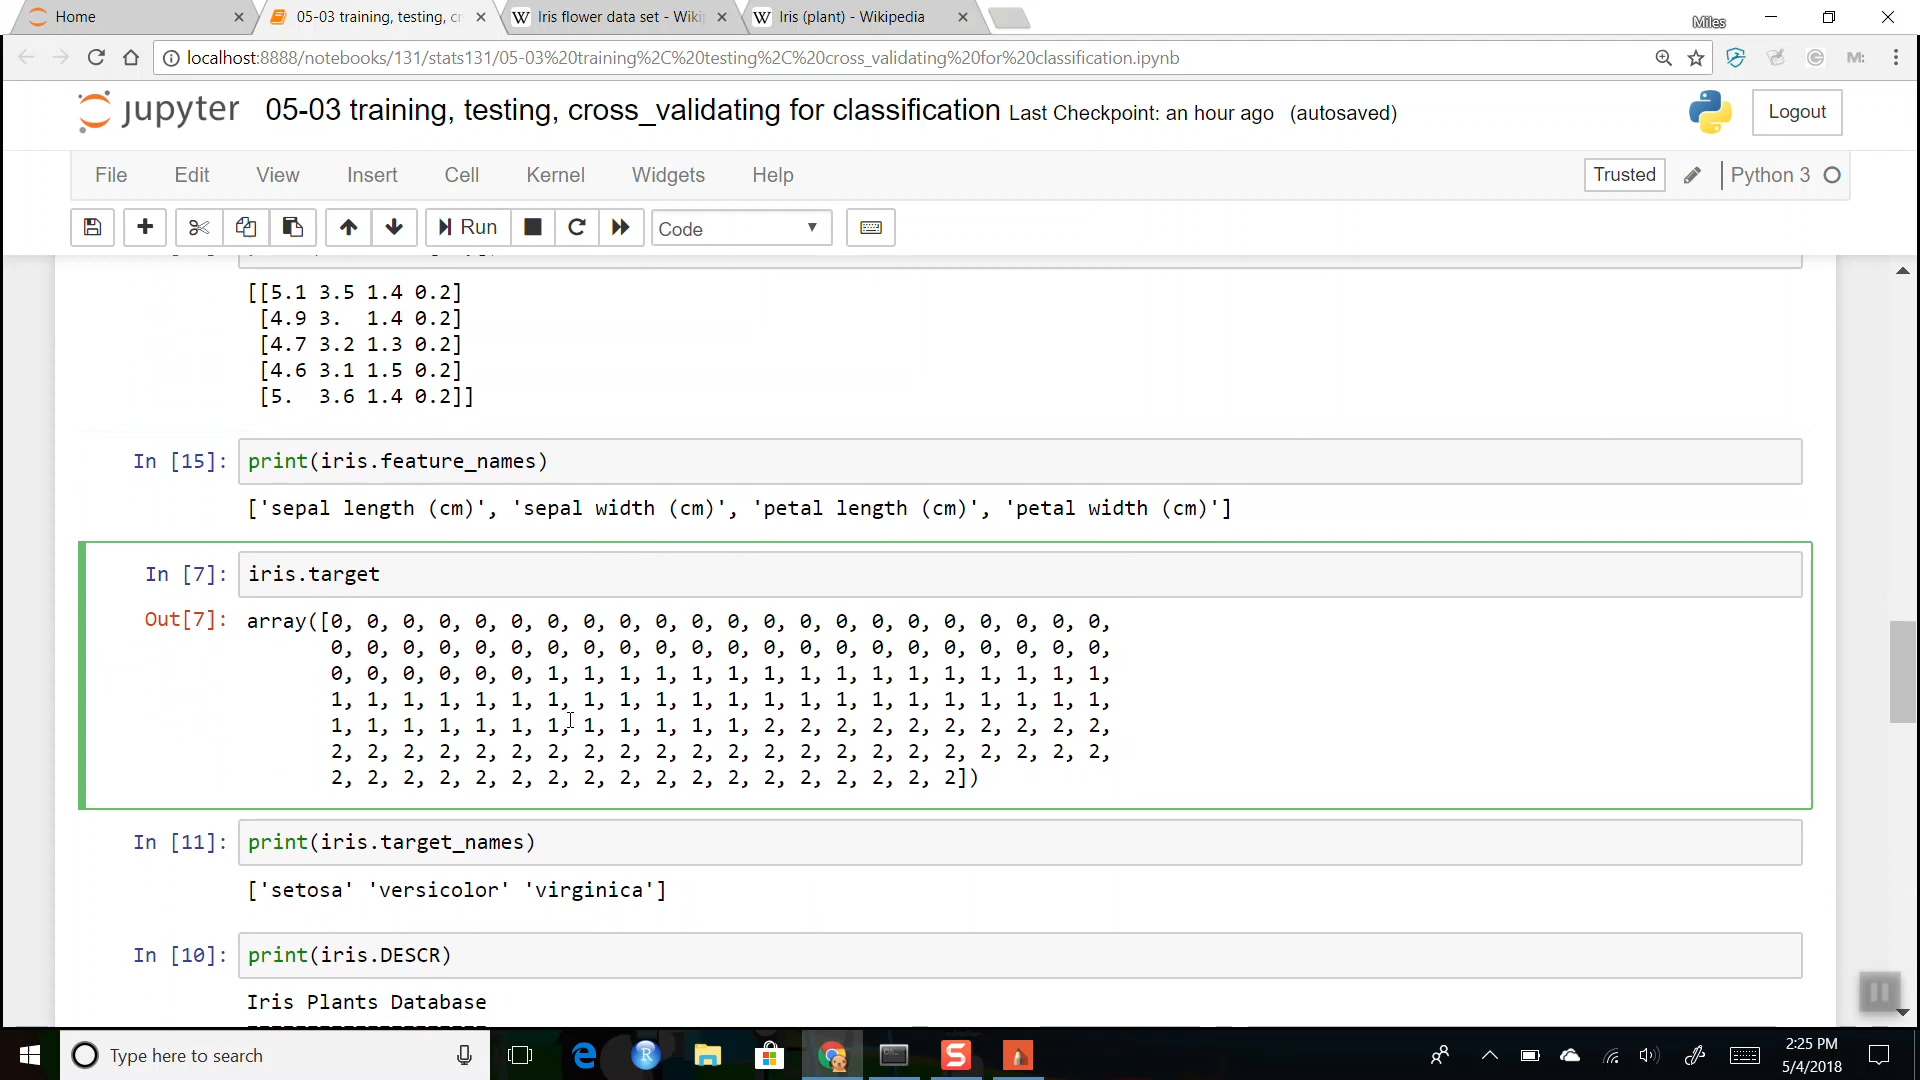 Home
05-03 training, testing, cr
Iris flower data set - Wiki
Iris (plant) - Wikipedia
Miles
localhost:8888/notebooks/131/stats131/05-03%20training%2C%20testing%2C%20cross_validating%20for%20classification.ipynb
M:
jupyter 05-03 training, testing, cross_validating for classification Last Checkpoint: an hour ago (autosaved)
Logout
File Edit View Insert Cell Kernel Widgets Help
Trusted
Python 3
Run
Code
[[5.1 3.5 1.4 0.2]
[4.9 3.  1.4 0.2]
[4.7 3.2 1.3 0.2]
[4.6 3.1 1.5 0.2]
[5.  3.6 1.4 0.2]]
In [15]: print(iris.feature_names)
['sepal length (cm)', 'sepal width (cm)', 'petal length (cm)', 'petal width (cm)']
In [7]: iris.target
Out[7]: array([0, 0, 0, 0, 0, 0, 0, 0, 0, 0, 0, 0, 0, 0, 0, 0, 0, 0, 0, 0, 0, 0,
0, 0, 0, 0, 0, 0, 0, 0, 0, 0, 0, 0, 0, 0, 0, 0, 0, 0, 0, 0, 0, 0,
0, 0, 0, 0, 0, 0, 1, 1, 1, 1, 1, 1, 1, 1, 1, 1, 1, 1, 1, 1, 1, 1,
1, 1, 1, 1, 1, 1, 1, 1, 1, 1, 1, 1, 1, 1, 1, 1, 1, 1, 1, 1, 1, 1,
1, 1, 1, 1, 1, 1, 1, 1, 1, 1, 1, 1, 2, 2, 2, 2, 2, 2, 2, 2, 2, 2,
2, 2, 2, 2, 2, 2, 2, 2, 2, 2, 2, 2, 2, 2, 2, 2, 2, 2, 2, 2, 2, 2,
2, 2, 2, 2, 2, 2, 2, 2, 2, 2, 2, 2, 2, 2, 2, 2, 2, 2])
In [11]: print(iris.target_names)
['setosa' 'versicolor' 'virginica']
In [10]: print(iris.DESCR)
Iris Plants Database
Type here to search
2:25 PM
5/4/2018